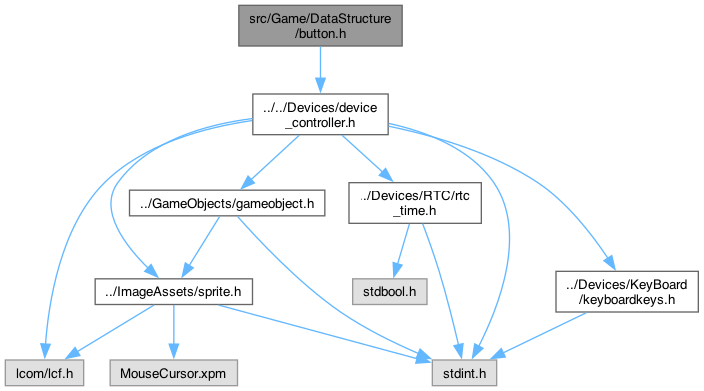 src/Game/DataStructure
/button.h
../../Devices/device
_controller.h
../GameObjects/gameobject.h
../Devices/RTC/rtc
_time.h
stdbool.h
../ImageAssets/sprite.h
../Devices/KeyBoard
/keyboardkeys.h
lcom/lcf.h
MouseCursor.xpm
stdint.h